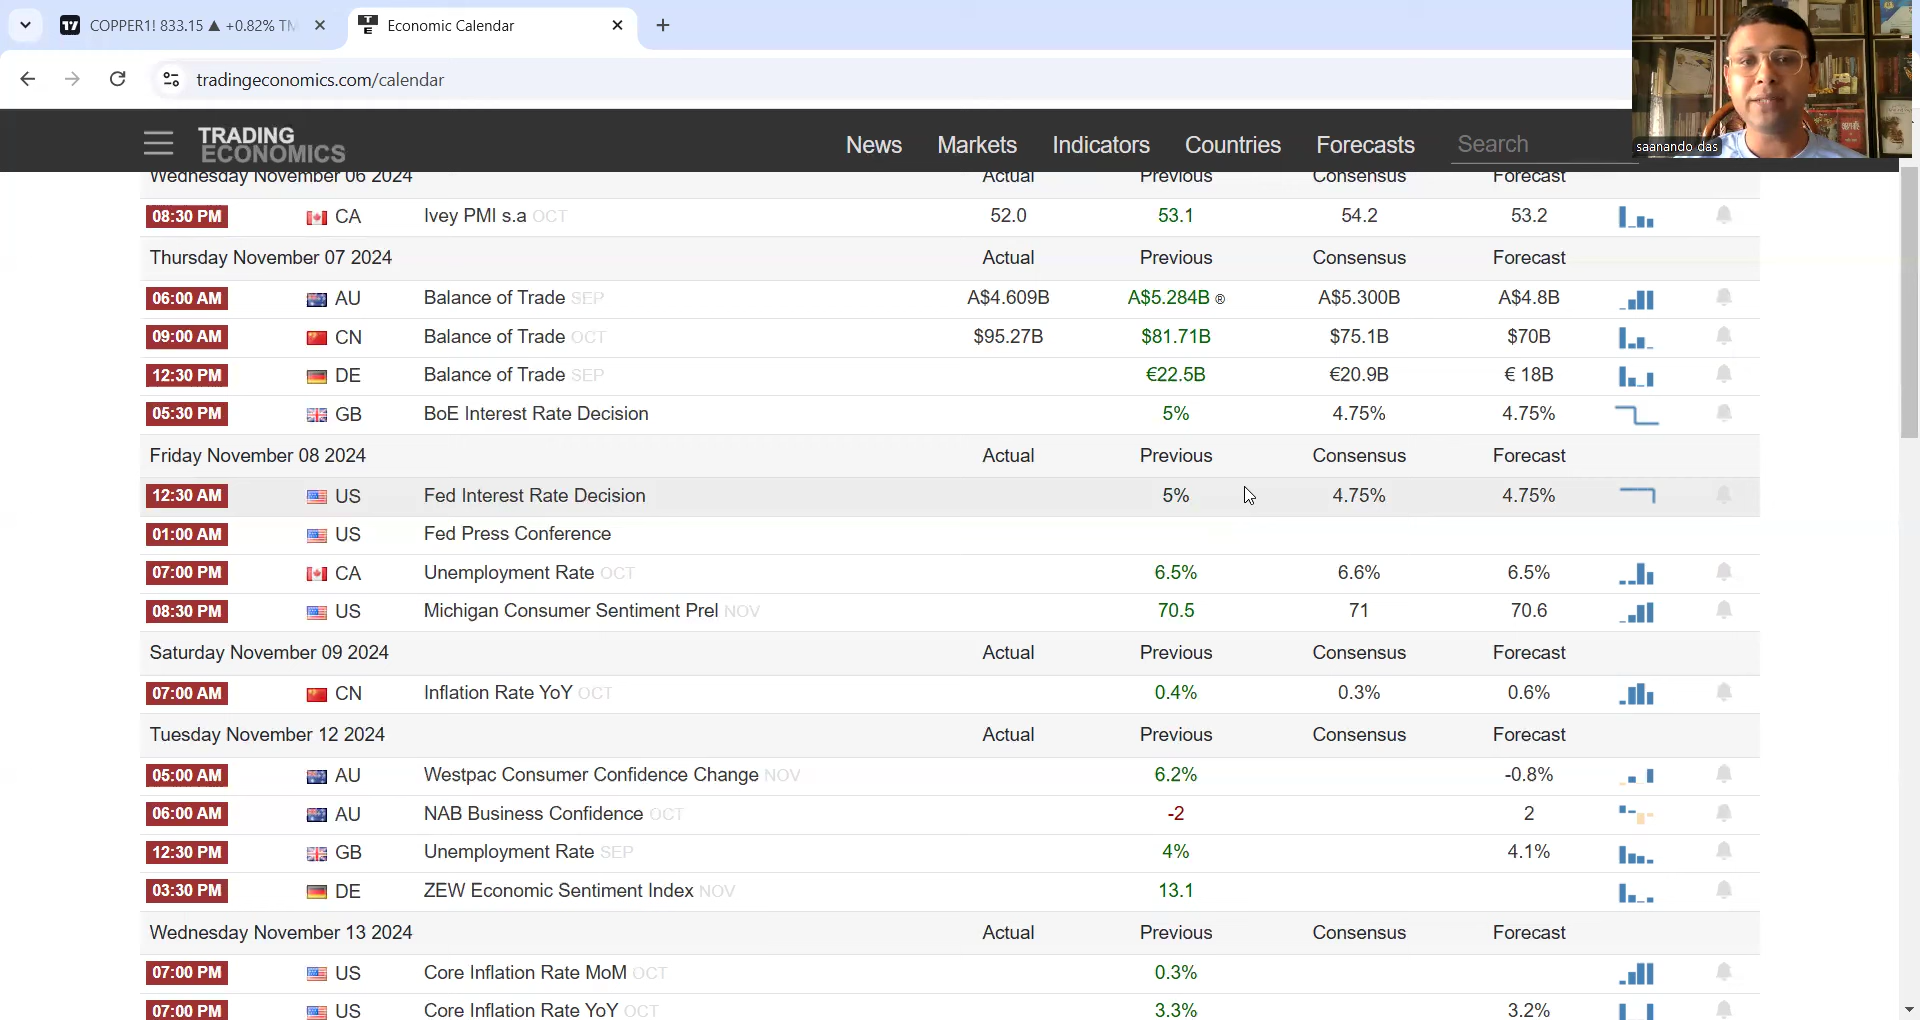 COPPER1! 833.15 ▲ +0.82%
Economic Calendar
tradingeconomics.com/calendar
TRADING ECONOMICS News Markets Indicators Countries Forecasts Search
saanando das
Wednesday November 06 2024 Actual Previous Consensus Forecast
08:30 PM CA Ivey PMI s.a OCT 52.0 53.1 54.2 53.2
Thursday November 07 2024 Actual Previous Consensus Forecast
06:00 AM AU Balance of Trade SEP A$4.609B A$5.284B ® A$5.300B A$4.8B
09:00 AM CN Balance of Trade OCT $95.27B $81.71B $75.1B $70B
12:30 PM DE Balance of Trade SEP €22.5B €20.9B € 18B
05:30 PM GB BoE Interest Rate Decision 5% 4.75% 4.75%
Friday November 08 2024 Actual Previous Consensus Forecast
12:30 AM US Fed Interest Rate Decision 5% 4.75% 4.75%
01:00 AM US Fed Press Conference
07:00 PM CA Unemployment Rate OCT 6.5% 6.6% 6.5%
08:30 PM US Michigan Consumer Sentiment Prel NOV 70.5 71 70.6
Saturday November 09 2024 Actual Previous Consensus Forecast
07:00 AM CN Inflation Rate YoY OCT 0.4% 0.3% 0.6%
Tuesday November 12 2024 Actual Previous Consensus Forecast
05:00 AM AU Westpac Consumer Confidence Change NOV 6.2% -0.8%
06:00 AM AU NAB Business Confidence OCT -2 2
12:30 PM GB Unemployment Rate SEP 4% 4.1%
03:30 PM DE ZEW Economic Sentiment Index NOV 13.1
Wednesday November 13 2024 Actual Previous Consensus Forecast
07:00 PM US Core Inflation Rate MoM OCT 0.3%
07:00 PM US Core Inflation Rate YoY OCT 3.3% 3.2%